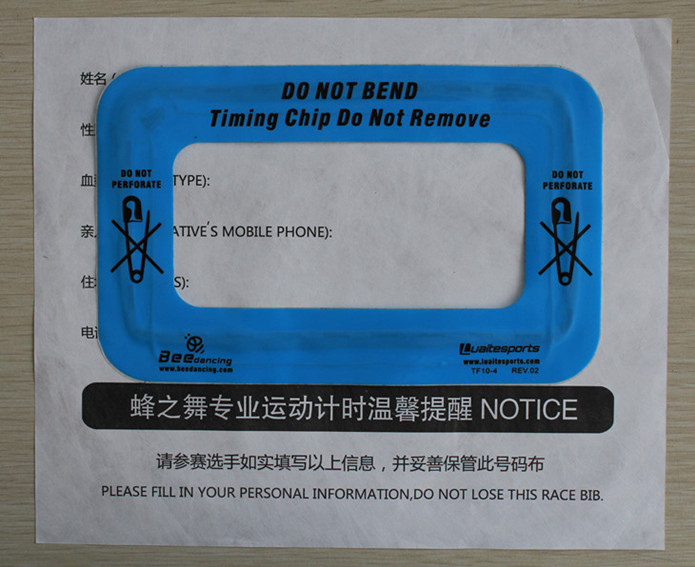 姓名
DO NOT BEND
Timing Chip Do Not Remove
性
DO NOT
PERFORATE
DO NOT
PERFORATE
血 TYPE):
亲 ATIVE'S MOBILE PHONE):
住 S):
电
Beedancing
www.beedancing.com
Luaitesports
www.luaitesports.com
TF10-4 REV.02
蜂之舞专业运动计时温馨提醒 NOTICE
请参赛选手如实填写以上信息，并妥善保管此号码布
PLEASE FILL IN YOUR PERSONAL INFORMATION,DO NOT LOSE THIS RACE BIB.